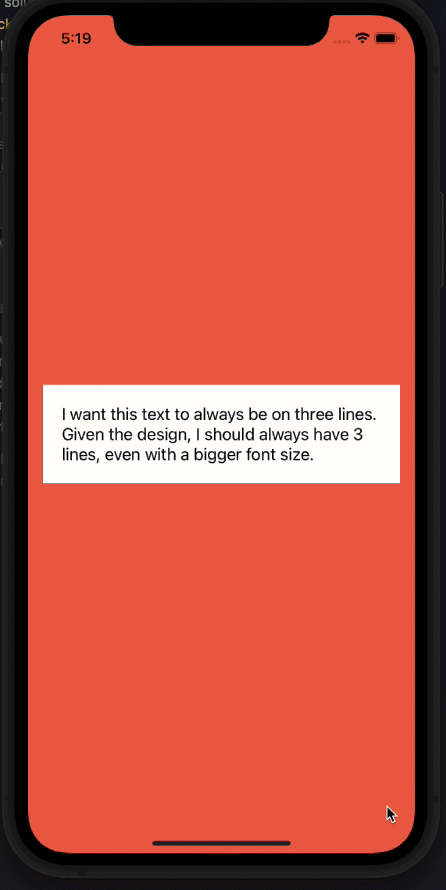 5:19
I want this text to always be on three lines.
Given the design, I should always have 3
lines, even with a bigger font size.